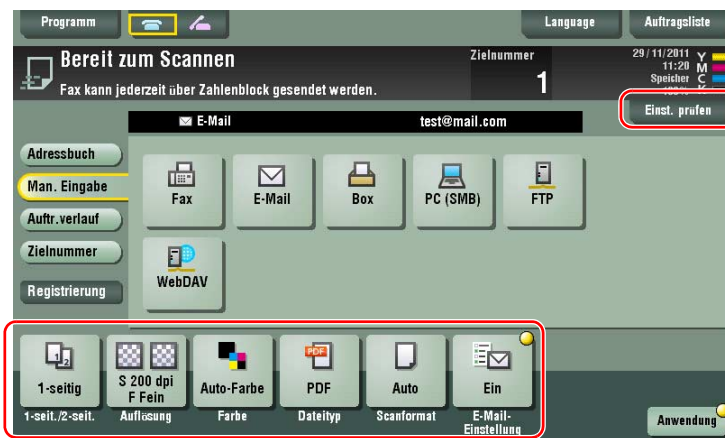 Programm
Language
Auftragsliste
Bereit zum Scannen
Zielnummer
29/11/2011
Y
11:20
M
Speicher
C
1
Fax kann jederzeit über Zahlenblock gesendet werden.
Einst. prüfen
E-Mail
test@mail.com
Adressbuch
Man. Eingabe
Auftr.verlauf
Zielnummer
Registrierung
Fax
E-Mail
Box
PC (SMB)
FTP
WebDAV
1-seitig
S 200 dpi
F Fein
Auto-Farbe
PDF
PDF
Auto
Ein
1-seit./2-seit.
Auflösung
Farbe
Dateityp
Scanformat
E-Mail-
Einstellung
Anwendung